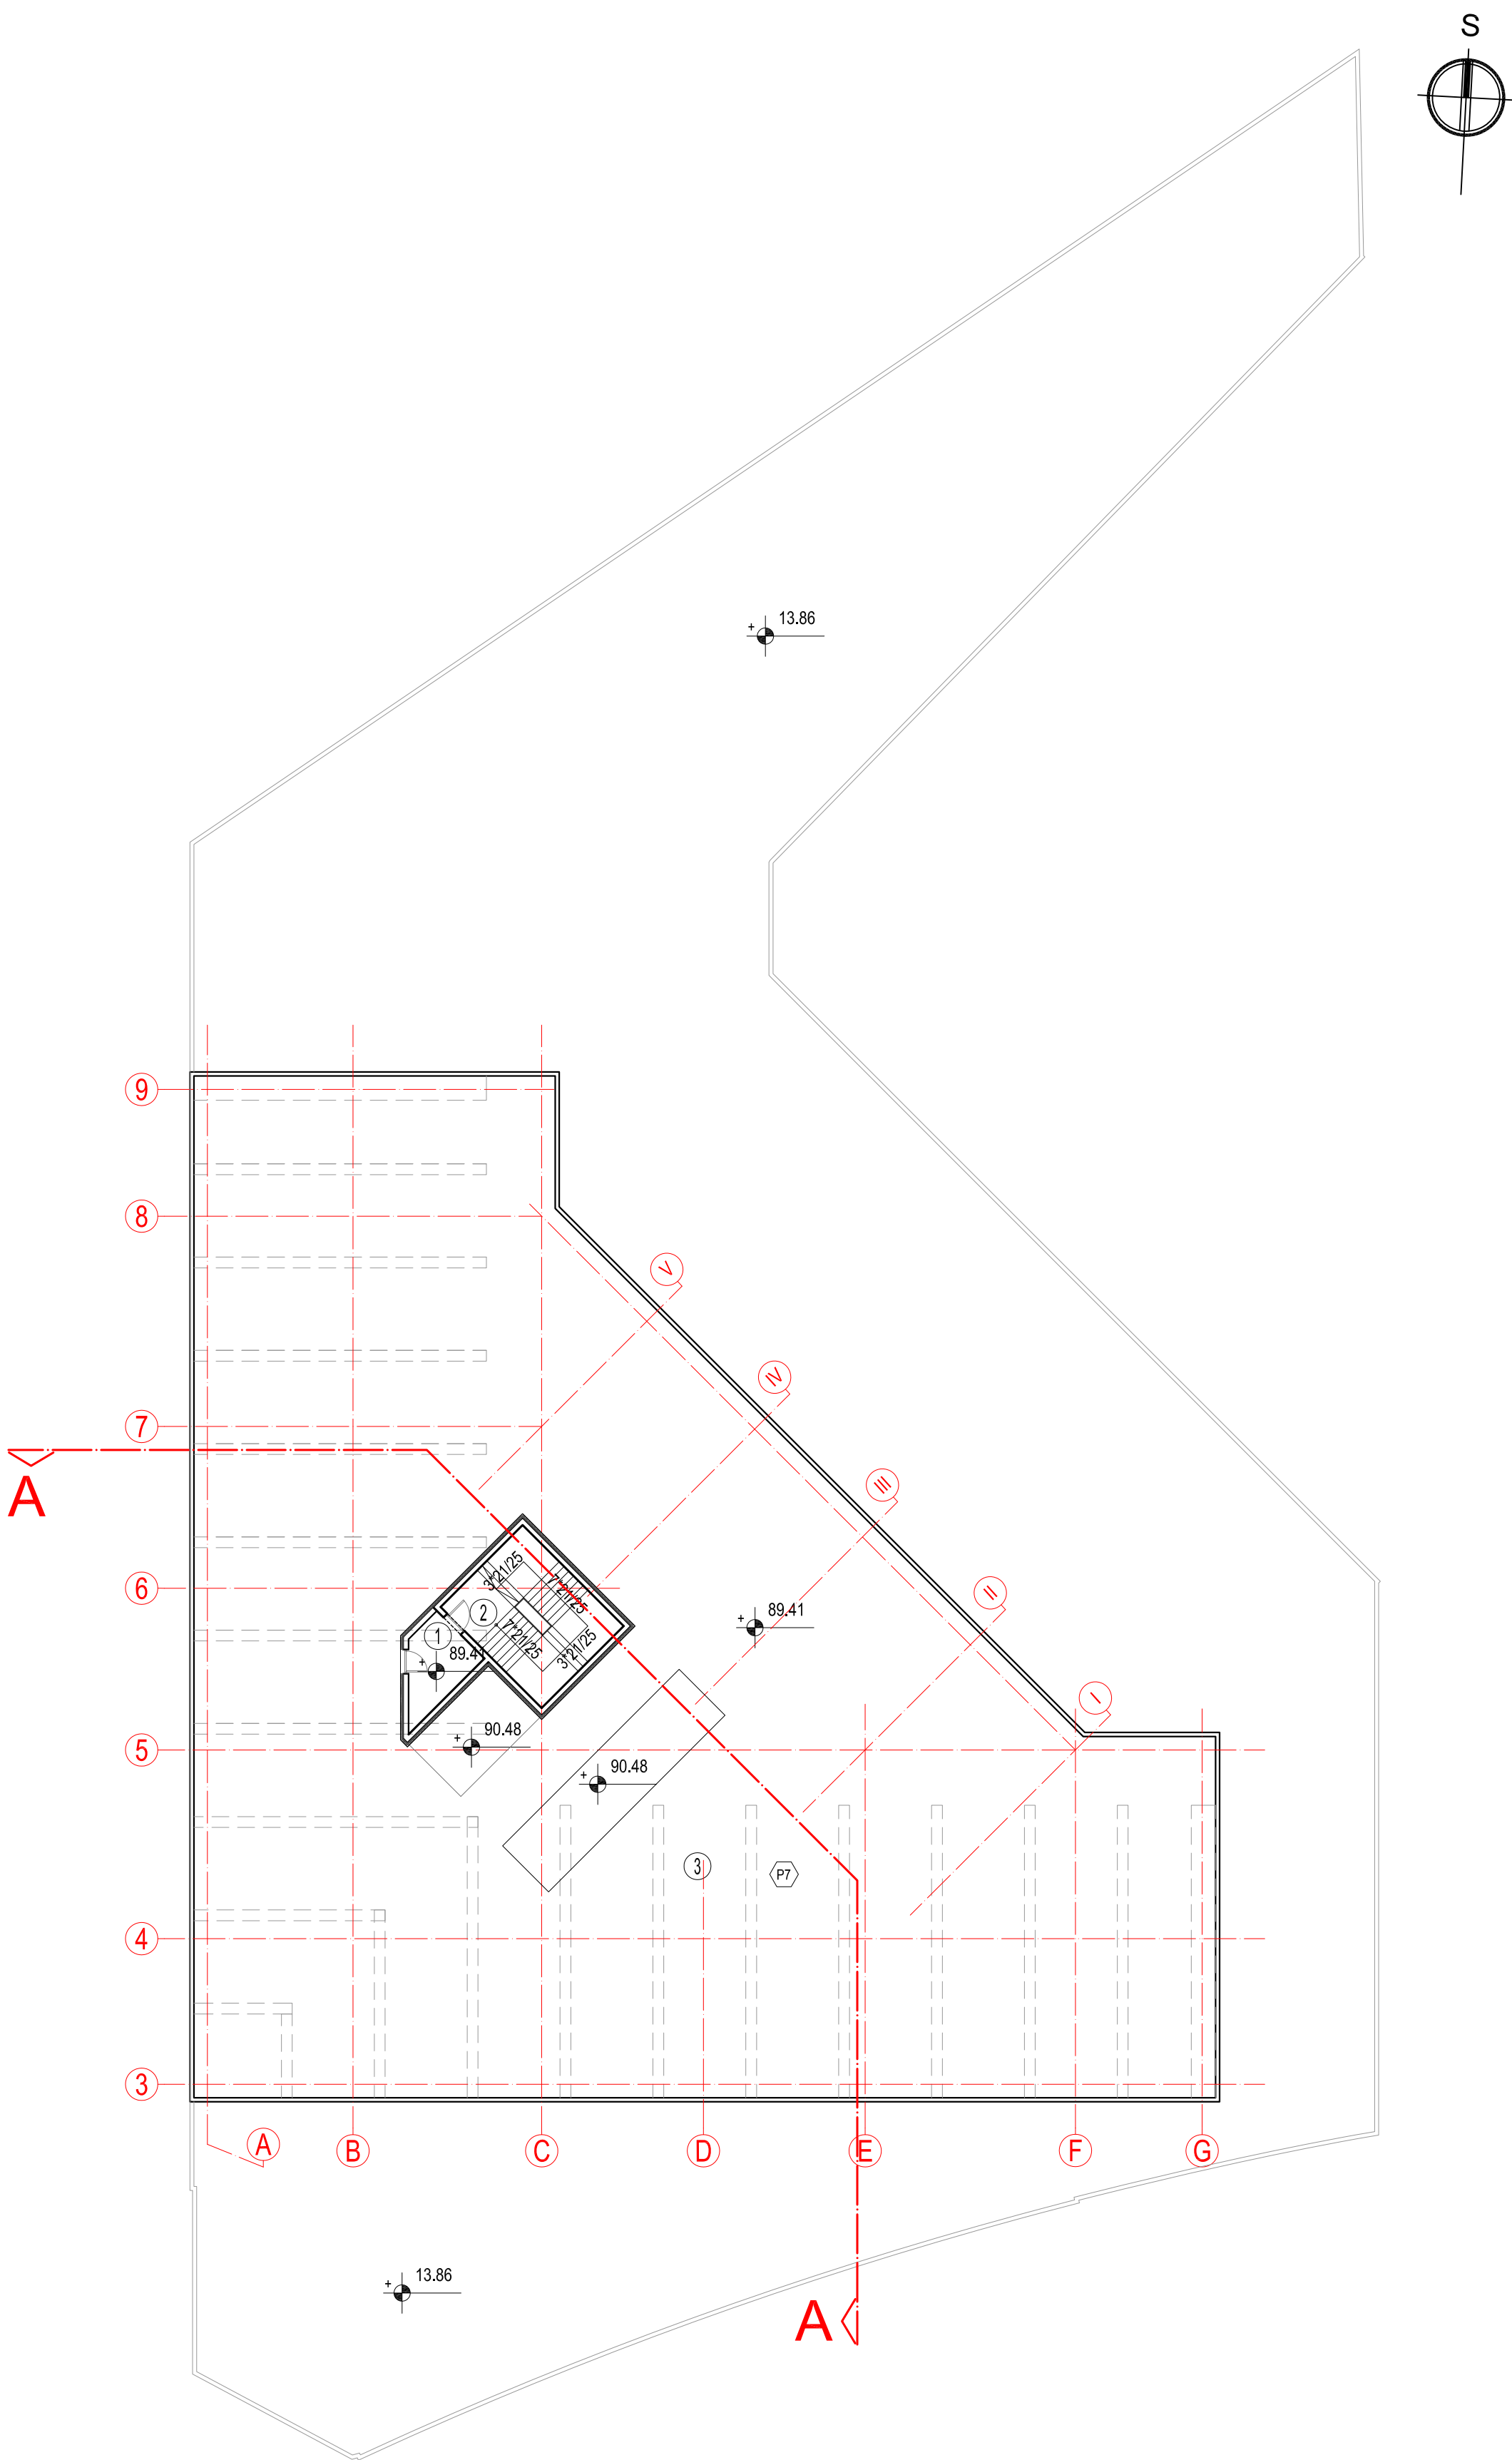 S
+ 13.86
9
8
V
IV
7
A
III
3*21/25
7*21/25
6
II
2
+ 89.41
1
7*21/25
3*21/25
+ 89.41
I
+ 90.48
5
+ 90.48
3
P7
4
3
A
B
C
D
E
F
G
+ 13.86
A